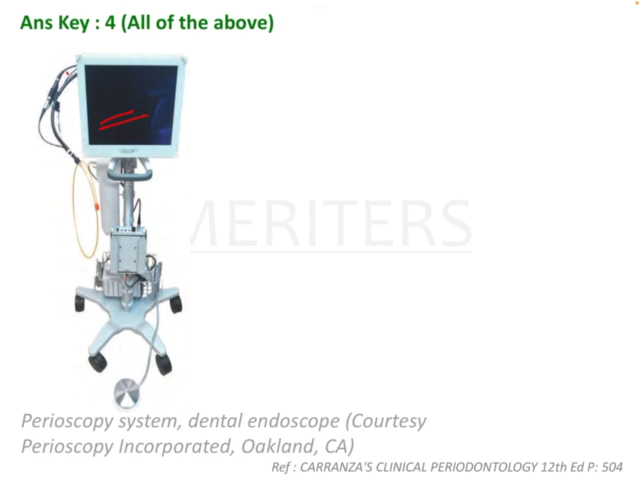 Ans Key : 4 (All of the above)
MERITERS
Perioscopy system, dental endoscope (Courtesy
Perioscopy Incorporated, Oakland, CA)
Ref : CARRANZA'S CLINICAL PERIODONTOLOGY 12th Ed P: 504